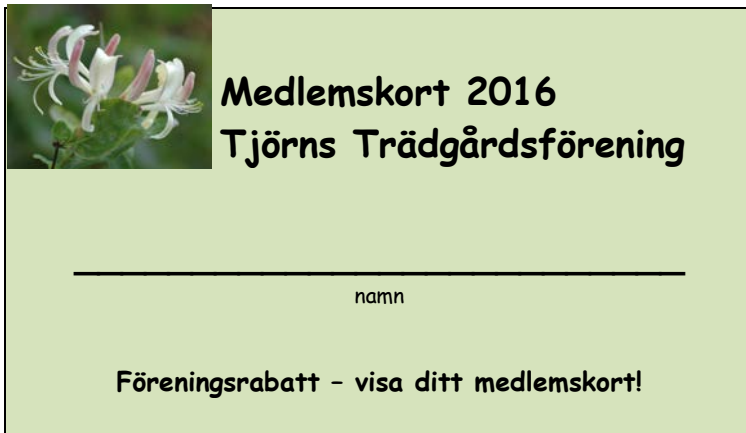 Medlemskort 2016
Tjörns Trädgårdsförening
namn
Föreningsrabatt – visa ditt medlemskort!